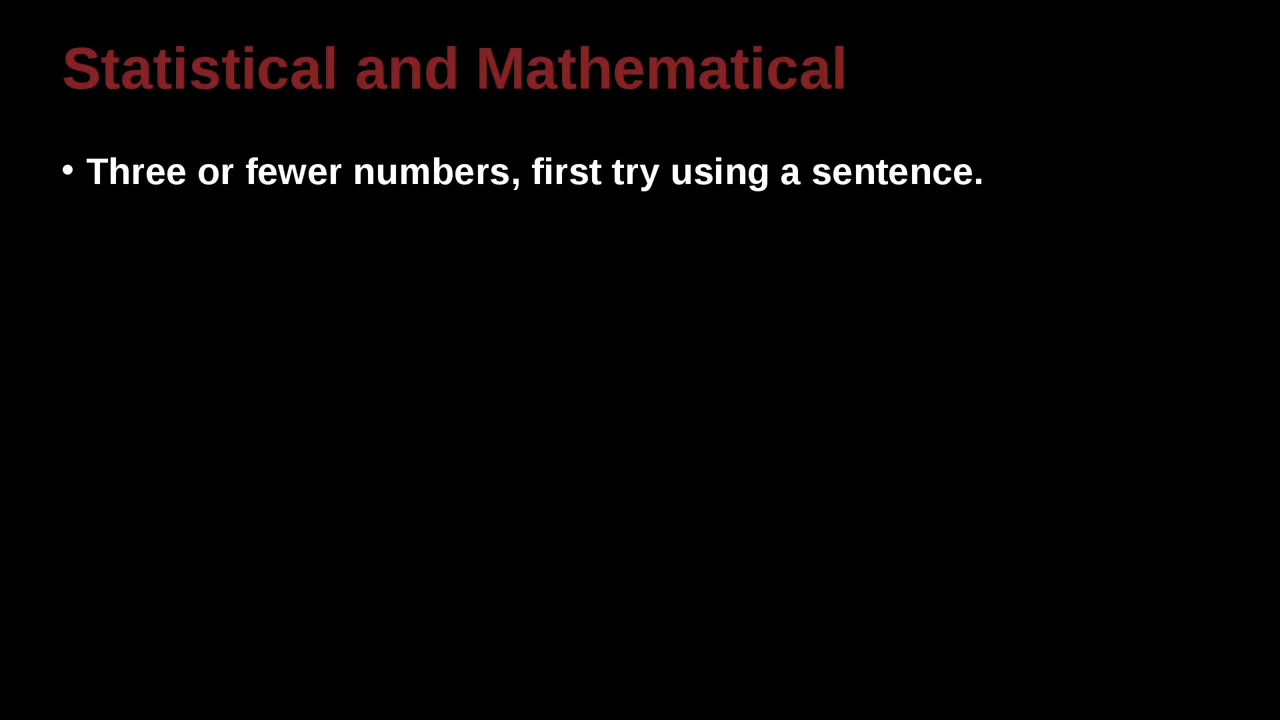 Statistical and Mathematical
• Three or fewer numbers, first try using a sentence.